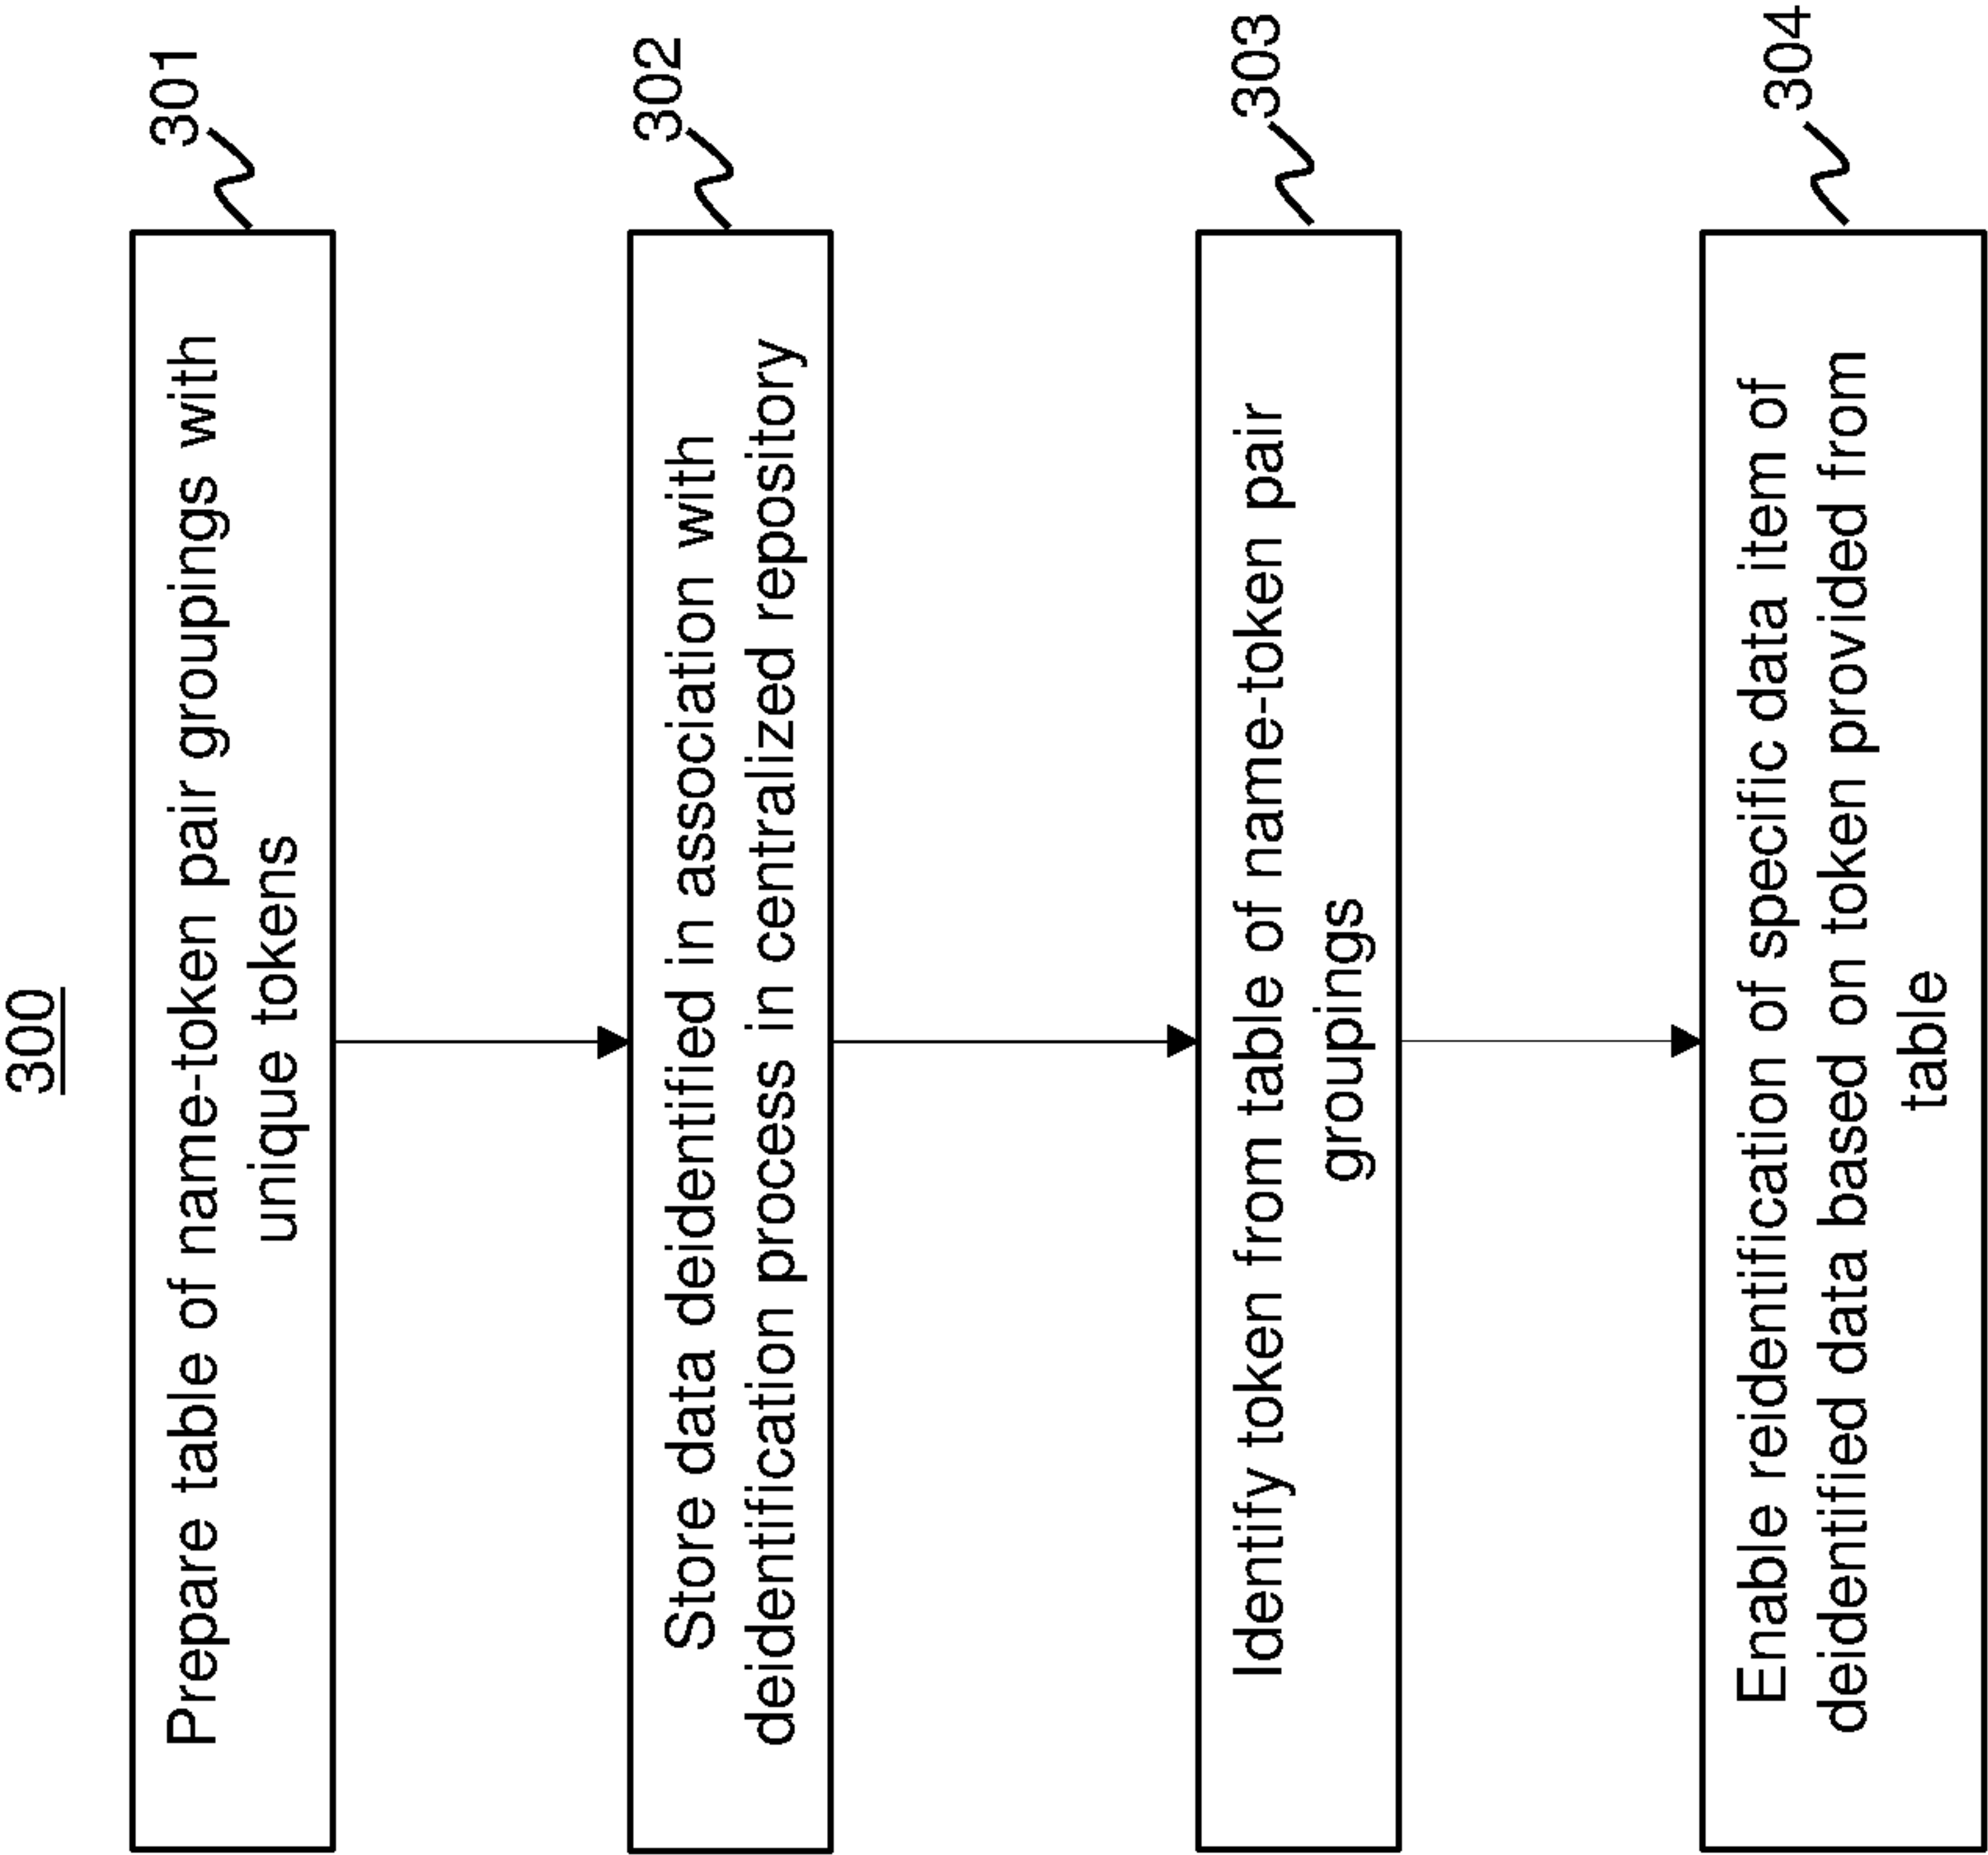 300
301
Prepare table of name-token pair groupings with
unique tokens
302
Store data deidentified in association with
deidentification process in centralized repository
303
Identify token from table of name-token pair
groupings
304
Enable reidentification of specific data item of
deidentified data based on token provided from
table